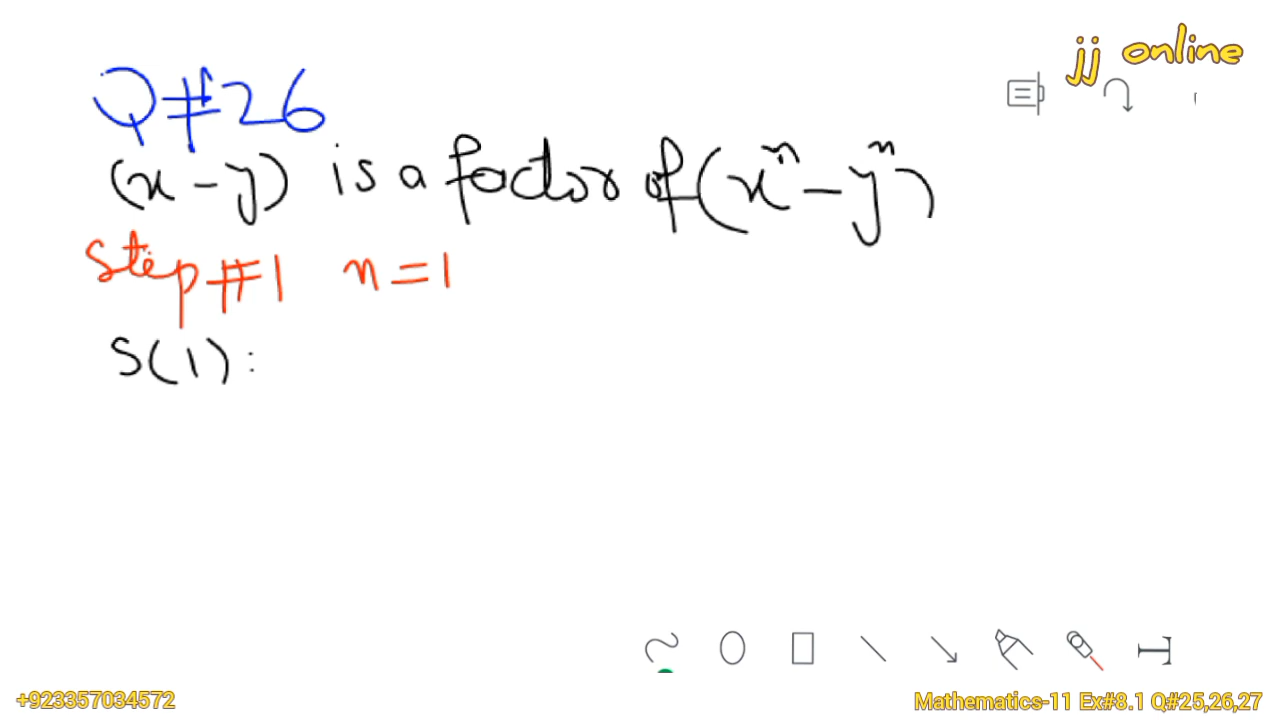 jj online
Q#26
(x-y) is a factor of (xⁿ-yⁿ)
Step#1 n=1
S(1):
+923357034572
Mathematics-11 Ex#8.1 Q#25,26,27